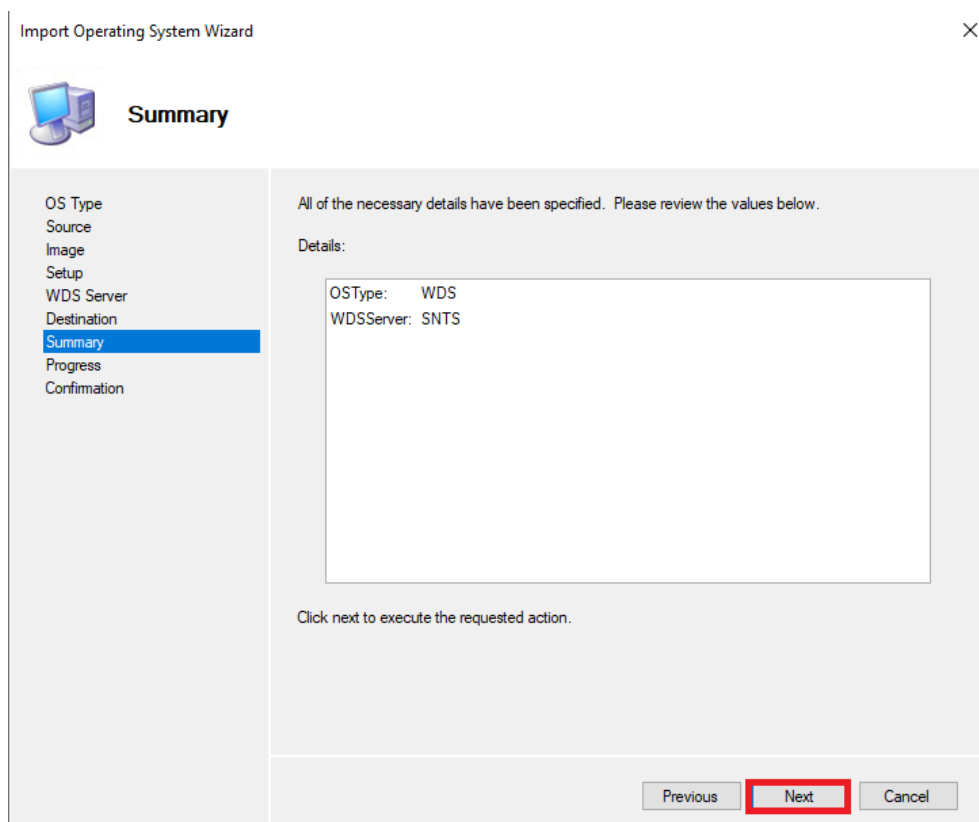 Import Operating System Wizard
Summary
OS Type
Source
Image
Setup
WDS Server
Destination
Summary
Progress
Confirmation
All of the necessary details have been specified.  Please review the values below.
Details:
OSType: WDS
WDSServer: SNTS
Click next to execute the requested action.
Previous Next Cancel